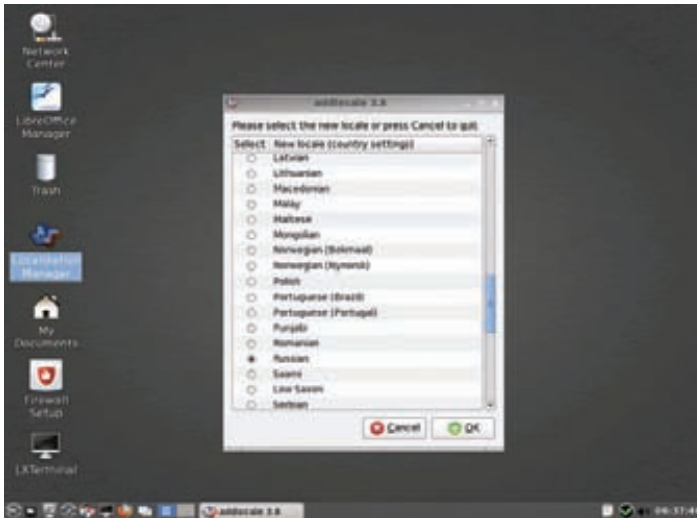 Network
Center
LibreOffice
Manager
Trash
Localization
Manager
My
Documents
Firewall
Setup
LXTerminal
addlocale 3.8
Please select the new locale or press Cancel to quit
Select New locale (country settings)
Latvian
Lithuanian
Macedonian
Malay
Maltese
Mongolian
Norwegian (Bokmaal)
Norwegian (Nynorsk)
Polish
Portuguese (Brazil)
Portuguese (Portugal)
Punjabi
Romanian
Russian
Saami
Low Saxon
Serbian
Cancel OK
addlocale 3.8